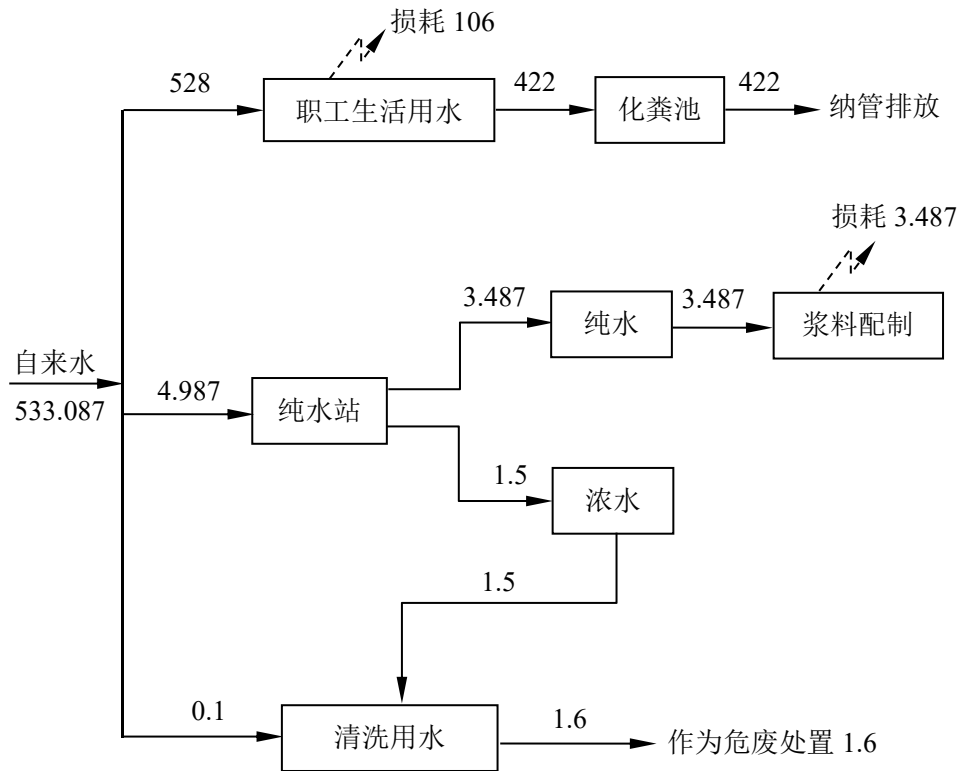 损耗 106
528
职工生活用水
422
化粪池
422
纳管排放
损耗 3.487
3.487
纯水
3.487
浆料配制
自来水
533.087
4.987
纯水站
1.5
浓水
1.5
0.1
清洗用水
1.6
作为危废处置 1.6